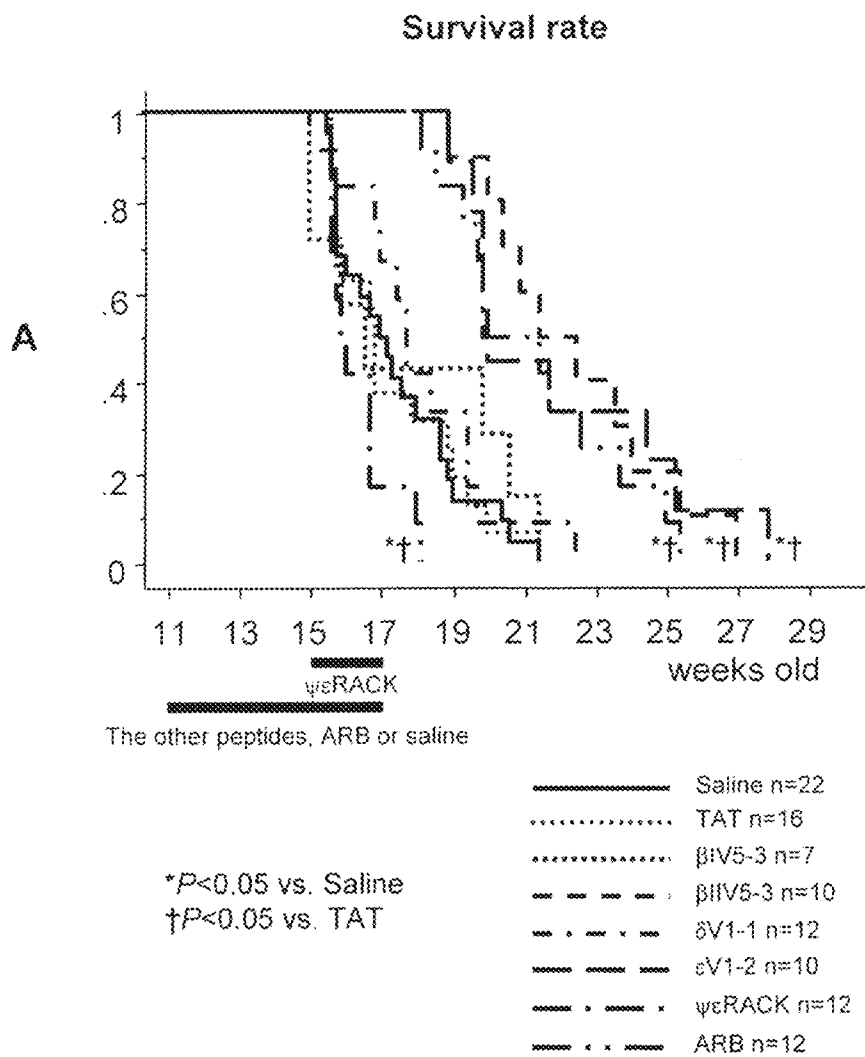 Survival rate
A
1
.8
.6
.4
.2
0
*† *† *† *†
11 13 15 17 19 21 23 25 27 29
weeks old
ψεRACK
The other peptides, ARB or saline
Saline n=22
TAT n=16
βIV5-3 n=7
βIIV5-3 n=10
δV1-1 n=12
εV1-2 n=10
ψεRACK n=12
ARB n=12
*P<0.05 vs. Saline
†P<0.05 vs. TAT